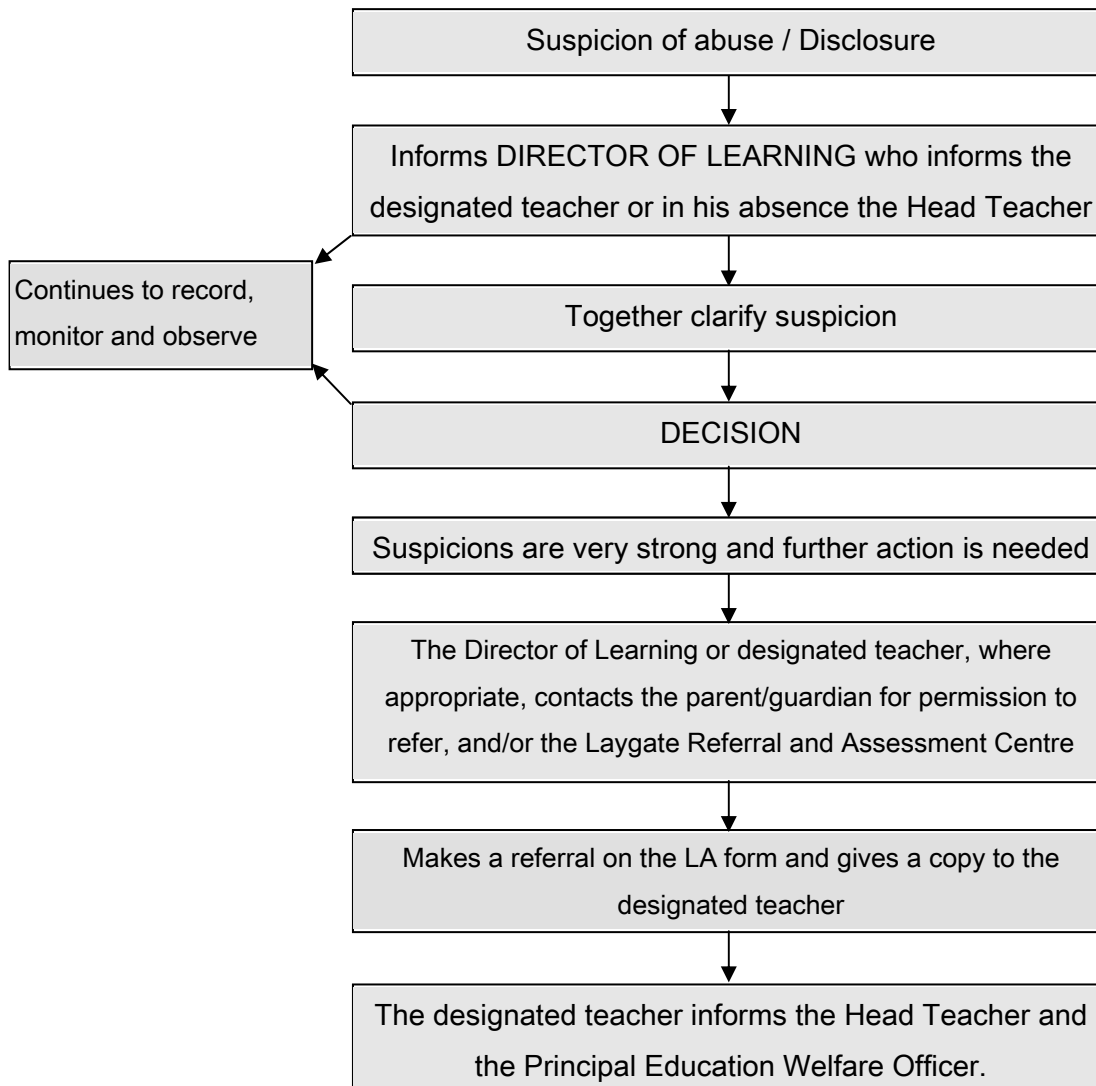 Suspicion of abuse / Disclosure
Informs DIRECTOR OF LEARNING who informs the
designated teacher or in his absence the Head Teacher
Continues to record,
monitor and observe
Together clarify suspicion
DECISION
Suspicions are very strong and further action is needed
The Director of Learning or designated teacher, where
appropriate, contacts the parent/guardian for permission to
refer, and/or the Laygate Referral and Assessment Centre
Makes a referral on the LA form and gives a copy to the
designated teacher
The designated teacher informs the Head Teacher and
the Principal Education Welfare Officer.